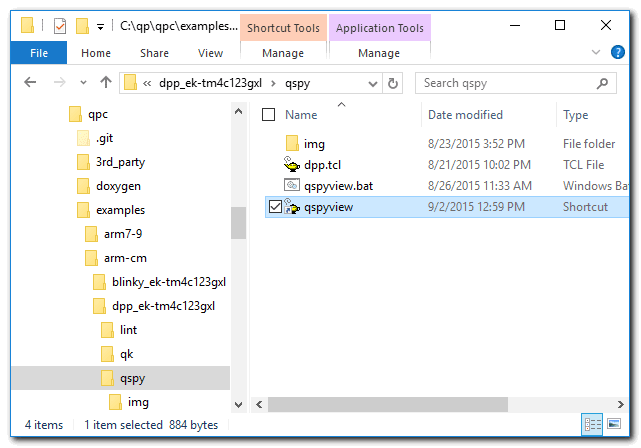 C:\qp\qpc\examples... Shortcut Tools Application Tools
File Home Share View Manage Manage
« dpp_ek-tm4c123gxl > qspy Search qspy
qpc
.git
3rd_party
doxygen
examples
arm7-9
arm-cm
blinky_ek-tm4c123gxl
dpp_ek-tm4c123gxl
lint
qk
qspy
img
Name Date modified Type
img 8/23/2015 3:52 PM File folder
dpp.tcl 8/21/2015 10:02 PM TCL File
qspyview.bat 8/26/2015 11:33 AM Windows Ba
qspyview 9/2/2015 12:59 PM Shortcut
4 items 1 item selected 884 bytes